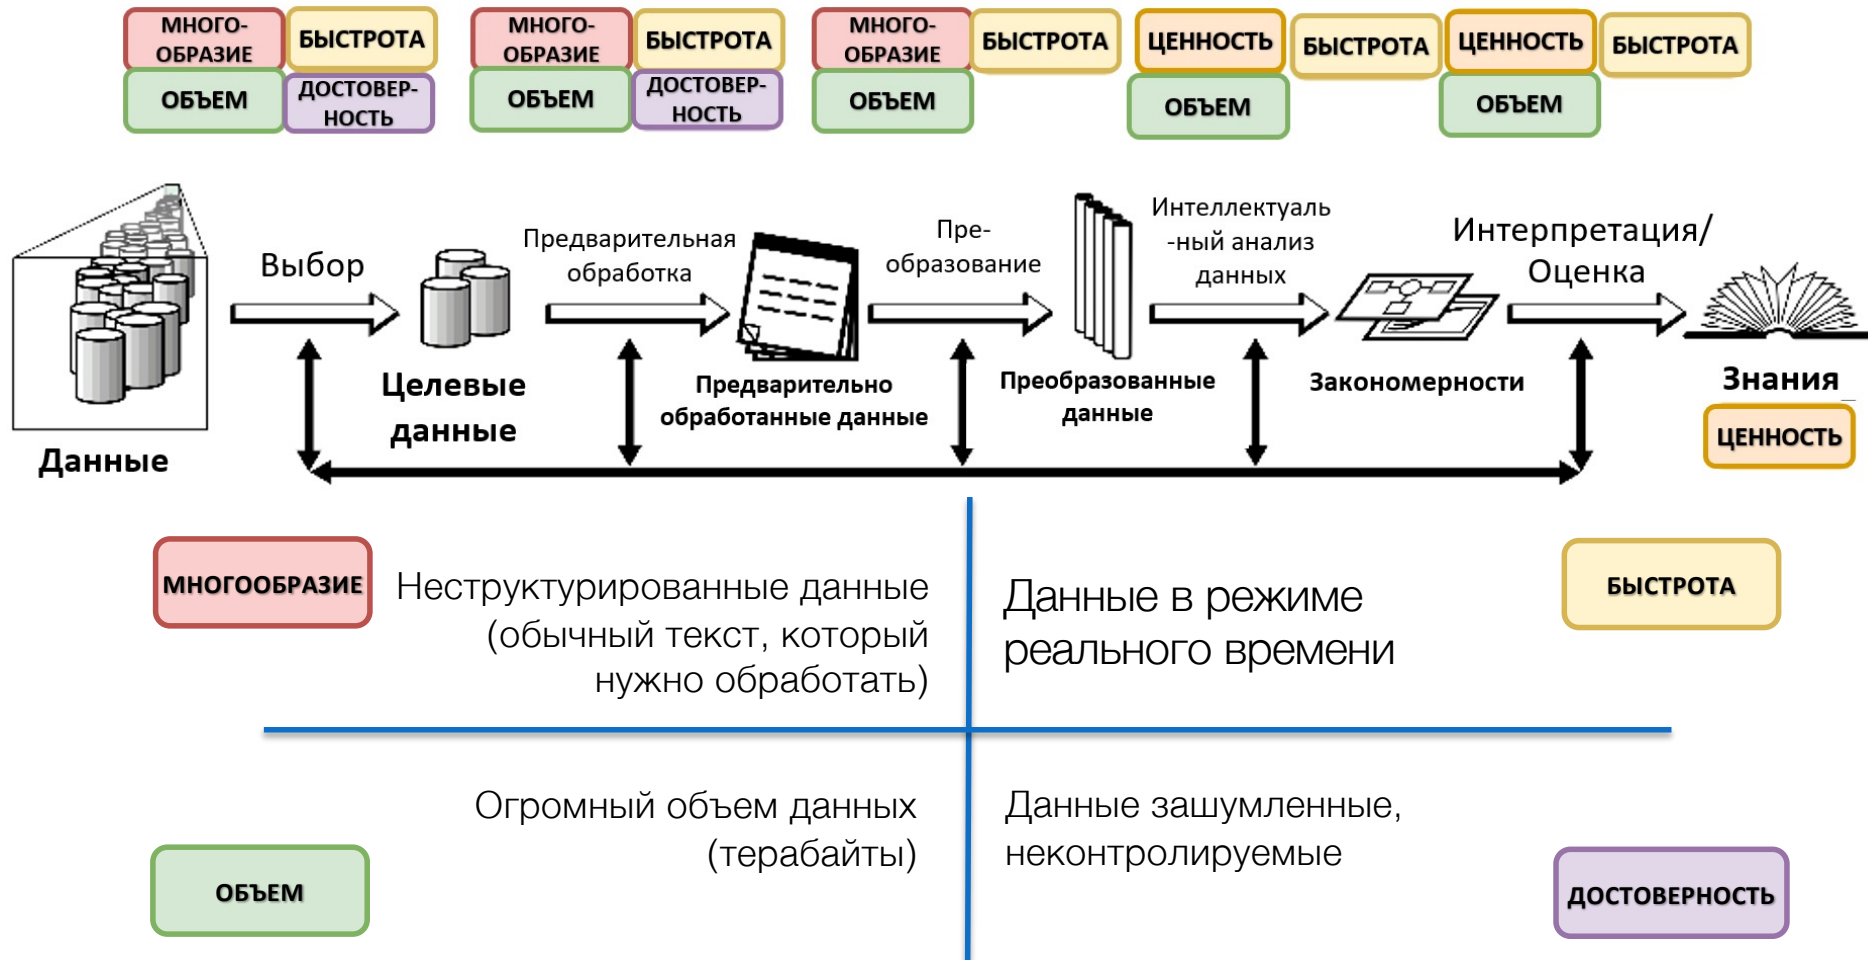 МНОГО-
ОБРАЗИЕ
БЫСТРОТА
ОБЪЕМ
ДОСТОВЕР-
НОСТЬ
МНОГО-
ОБРАЗИЕ
БЫСТРОТА
ОБЪЕМ
ДОСТОВЕР-
НОСТЬ
МНОГО-
ОБРАЗИЕ
БЫСТРОТА
ОБЪЕМ
ЦЕННОСТЬ
БЫСТРОТА
ОБЪЕМ
ЦЕННОСТЬ
БЫСТРОТА
ОБЪЕМ
Выбор
Предварительная
обработка
Пре-
образование
Интеллектуаль
-ный анализ
данных
Интерпретация/
Оценка
Данные
Целевые
данные
Предварительно
обработанные данные
Преобразованные
данные
Закономерности
Знания
ЦЕННОСТЬ
МНОГООБРАЗИЕ
Неструктурированные данные
(обычный текст, который
нужно обработать)
Данные в режиме
реального времени
БЫСТРОТА
ОБЪЕМ
Огромный объем данных
(терабайты)
Данные зашумленные,
неконтролируемые
ДОСТОВЕРНОСТЬ